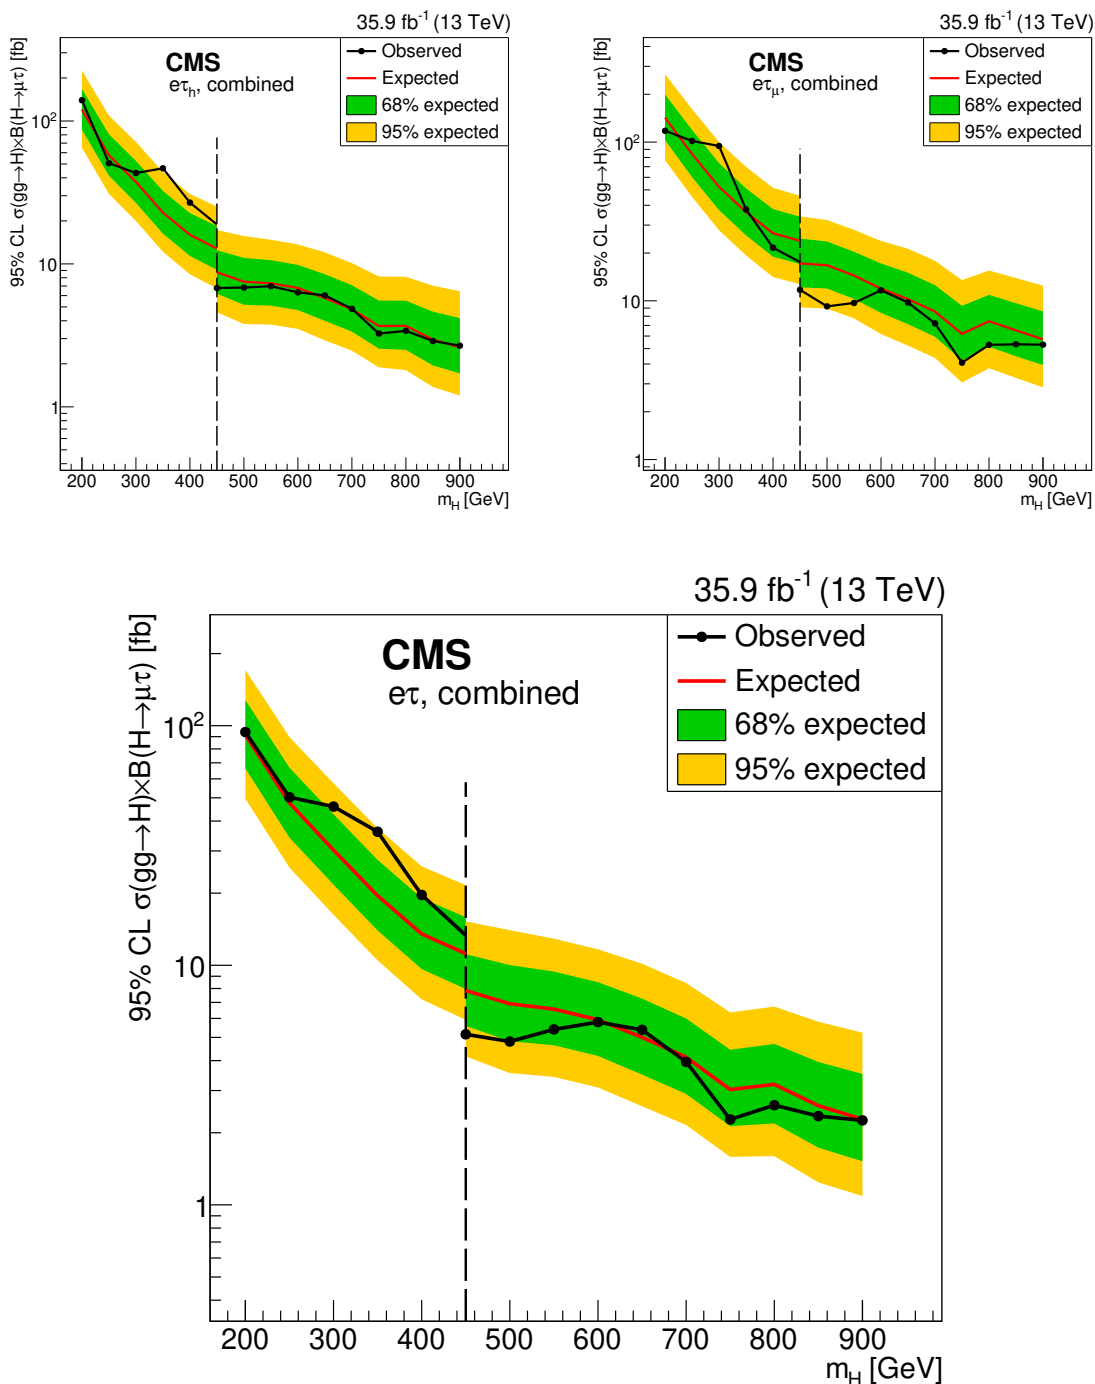 35.9 fb⁻¹ (13 TeV)
CMS
eτₕ, combined
Observed
Expected
68% expected
95% expected
95% CL σ(gg→H)×B(H→μτ) [fb]
10²
10
1
200 300 400 500 600 700 800 900
m_H [GeV]
35.9 fb⁻¹ (13 TeV)
CMS
eτ_μ, combined
Observed
Expected
68% expected
95% expected
95% CL σ(gg→H)×B(H→μτ) [fb]
10²
10
1
200 300 400 500 600 700 800 900
m_H [GeV]
35.9 fb⁻¹ (13 TeV)
CMS
eτ, combined
Observed
Expected
68% expected
95% expected
95% CL σ(gg→H)×B(H→μτ) [fb]
10²
10
1
200 300 400 500 600 700 800 900
m_H [GeV]